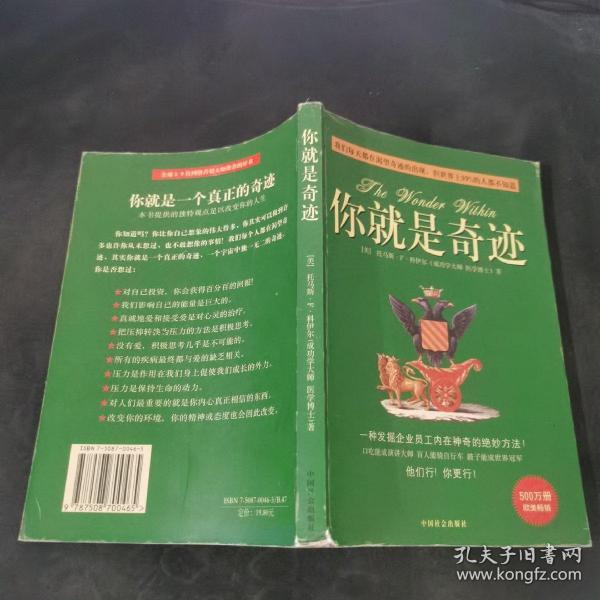 我们每天都在渴望奇迹的出现，但世界上99%的人都不知道
The Wonder Within
你就是奇迹
[美] 托马斯·F·科伊尔（成功学大师 医学博士）著
一种发掘企业员工内在神奇的绝妙方法！
口吃能成演讲大师 盲人能骑自行车 跛子能成世界冠军
他们行！你更行！
500万册
欧美畅销
中国社会出版社
你就是奇迹
[美] 托马斯·F·科伊尔（成功学大师 医学博士）著
中国社会出版社
你就是一个真正的奇迹
本书提供的独特观点足以改变你的人生
你知道吗？你比你自己想象的伟大得多，你其实可以做到许
多也许你从未想过、也不敢想像的事情！我们每个人都在渴望奇
迹，其实你就是一个真正的奇迹，一个宇宙中独一无二的奇迹。
你是否想过：
★对自己投资，你会获得百分百的回报！
★我们影响自己的能量是巨大的。
★真诚地爱和接受爱是对心灵的治疗。
★把压抑转换为压力的方法是积极思考。
★没有爱，积极思考几乎是不可能的。
★所有的疾病最终都与爱的缺乏相关。
★压力是作用在我们身上促使我们成长的外力。
★压力是保持生命的动力。
★对人们最重要的就是你内心真正相信的东西。
★改变你的环境，你的精神或态度也会因此改变。
ISBN 7-5087-0046-5
9787508700465
ISBN 7-5087-0046-5/B.47
定价：19.80元
孔夫子旧书网
www.kongfz.com